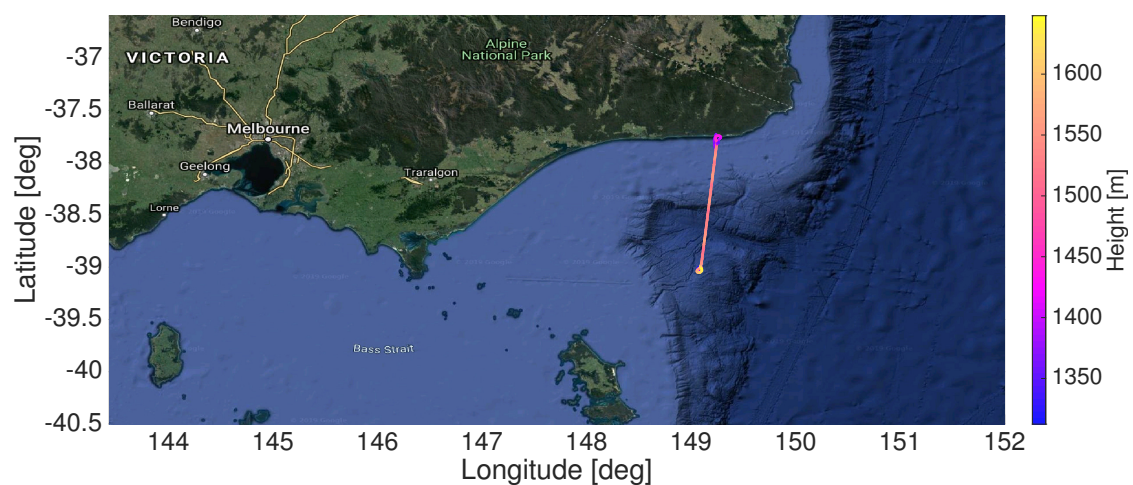 Bendigo
VICTORIA
Alpine
National Park
Ballarat
Melbourne
Geelong
Traralgon
Lorne
Bass Strait
-37
-37.5
-38
-38.5
-39
-39.5
-40
-40.5
Latitude [deg]
144 145 146 147 148 149 150 151 152
Longitude [deg]
1600
1550
1500
1450
1400
1350
Height [m]